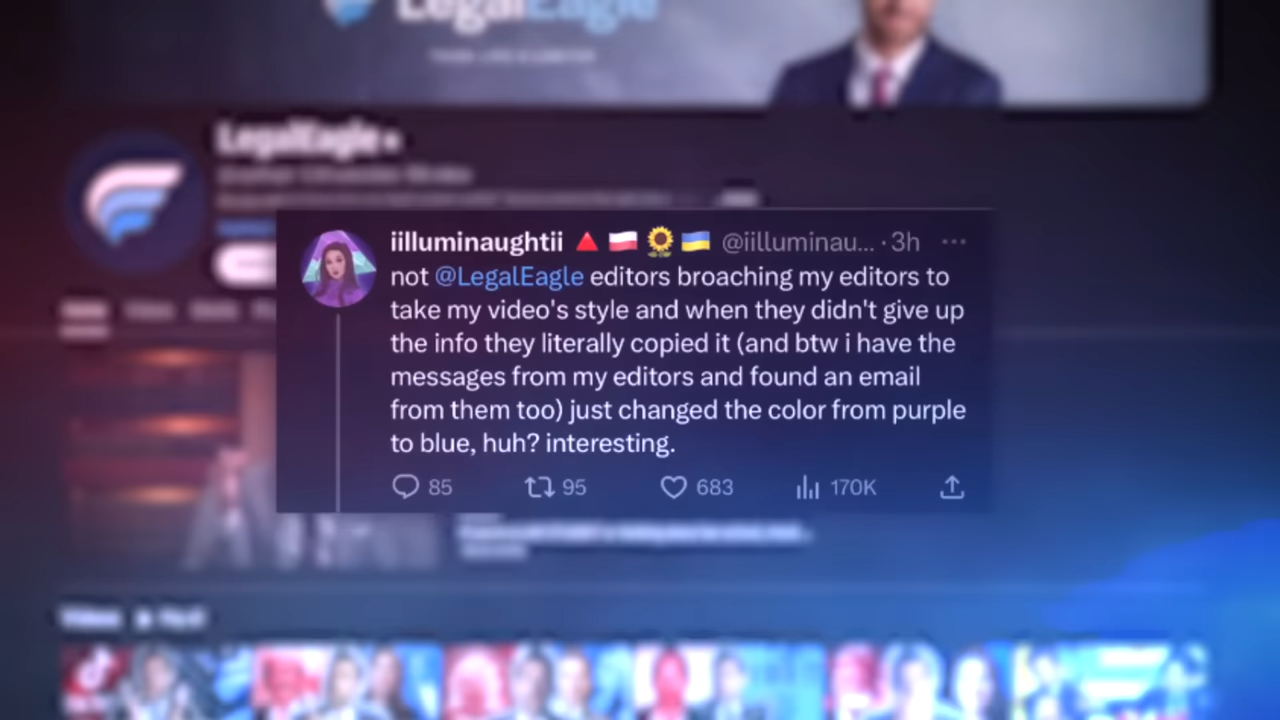 LegalEagle
LegalEagle
iilluminaughtii 🔺 🇵🇱 🌻 🇺🇦 @iilluminau... · 3h ...
not @LegalEagle editors broaching my editors to
take my video's style and when they didn't give up
the info they literally copied it (and btw i have the
messages from my editors and found an email
from them too) just changed the color from purple
to blue, huh? interesting.
85 95 683 170K